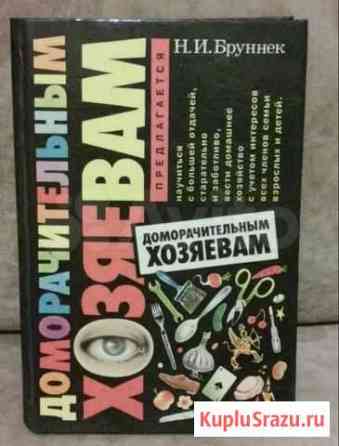 Н.И.Бруннек
ДОМОРАЧИТЕЛЬНЫМ
ХОЗЯЕВАМ
ПРЕДЛАГАЕТСЯ
научиться
с большей отдачей,
старательно
и заботливо,
вести домашнее
хозяйство
с учетом интересов
всех членов семьи
взрослых и детей.
ДОМОРАЧИТЕЛЬНЫМ
ХОЗЯЕВАМ
KupluSrazu.ru